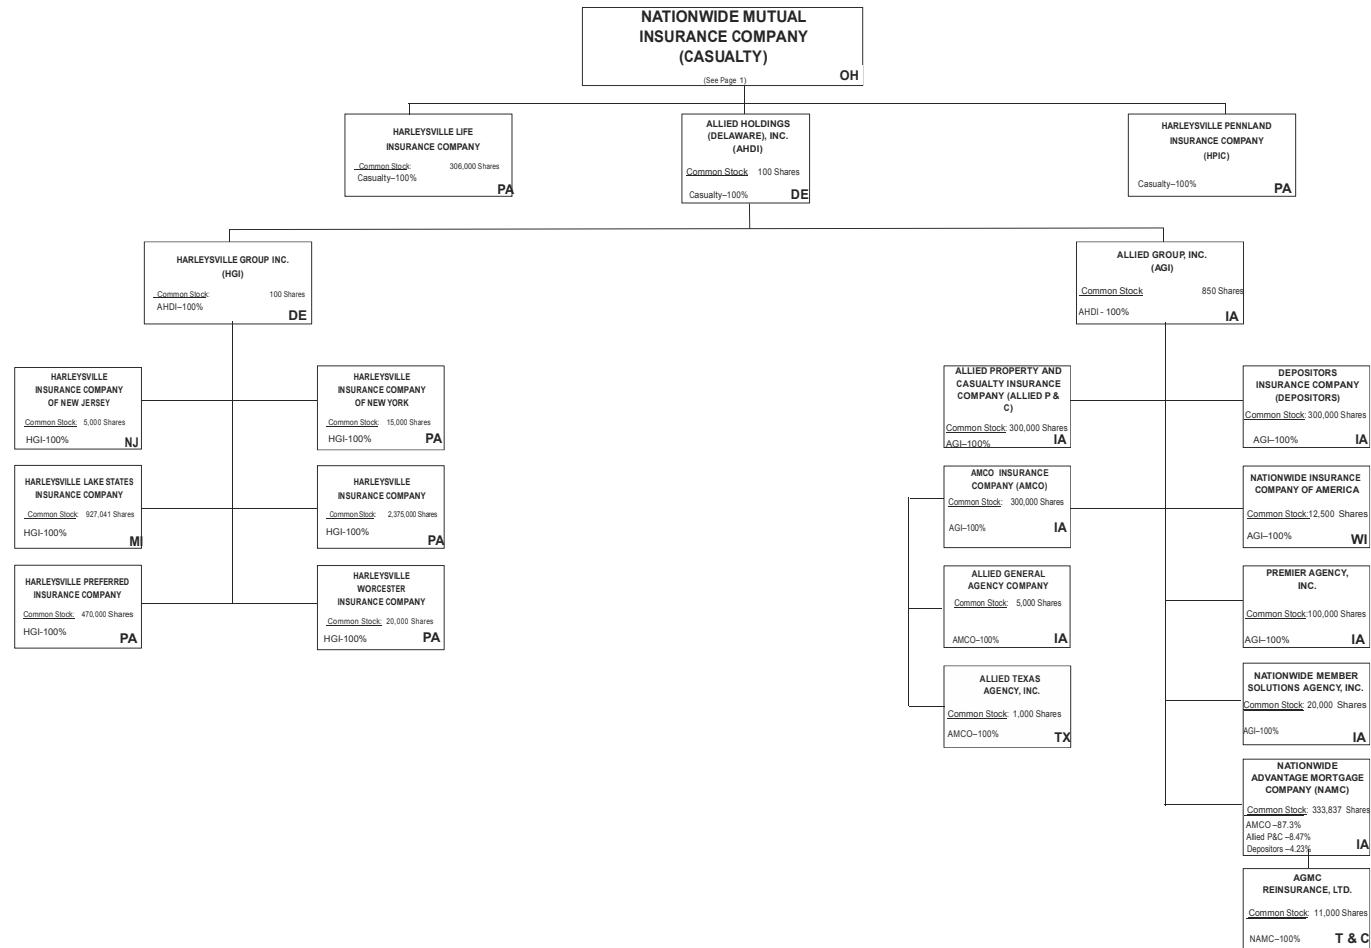 NATIONWIDE MUTUAL
INSURANCE COMPANY
(CASUALTY)
(See Page 1)
OH
HARLEYSVILLE LIFE
INSURANCE COMPANY
Common Stock: 306,000 Shares
Casualty–100%
PA
ALLIED HOLDINGS
(DELAWARE), INC.
(AHDI)
Common Stock 100 Shares
Casualty–100%
DE
HARLEYSVILLE PENNLAND
INSURANCE COMPANY
(HPIC)
Casualty–100%
PA
HARLEYSVILLE GROUP INC.
(HGI)
Common Stock: 100 Shares
AHDI–100%
DE
ALLIED GROUP, INC.
(AGI)
Common Stock 850 Shares
AHDI - 100%
IA
HARLEYSVILLE
INSURANCE COMPANY
OF NEW JERSEY
Common Stock: 5,000 Shares
HGI-100%
NJ
HARLEYSVILLE
INSURANCE COMPANY
OF NEW YORK
Common Stock: 15,000 Shares
HGI-100%
PA
HARLEYSVILLE LAKE STATES
INSURANCE COMPANY
Common Stock: 927,041 Shares
HGI-100%
MI
HARLEYSVILLE
INSURANCE COMPANY
Common Stock: 2,375,000 Shares
HGI-100%
PA
HARLEYSVILLE PREFERRED
INSURANCE COMPANY
Common Stock: 470,000 Shares
HGI-100%
PA
HARLEYSVILLE
WORCESTER
INSURANCE COMPANY
Common Stock: 20,000 Shares
HGI-100%
PA
ALLIED PROPERTY AND
CASUALTY INSURANCE
COMPANY (ALLIED P &
C)
Common Stock: 300,000 Shares
AGI–100%
IA
DEPOSITORS
INSURANCE COMPANY
(DEPOSITORS)
Common Stock: 300,000 Shares
AGI–100%
IA
AMCO INSURANCE
COMPANY (AMCO)
Common Stock: 300,000 Shares
AGI–100%
IA
NATIONWIDE INSURANCE
COMPANY OF AMERICA
Common Stock:12,500 Shares
AGI–100%
WI
ALLIED GENERAL
AGENCY COMPANY
Common Stock: 5,000 Shares
AMCO–100%
IA
PREMIER AGENCY,
INC.
Common Stock:100,000 Shares
AGI–100%
IA
ALLIED TEXAS
AGENCY, INC.
Common Stock: 1,000 Shares
AMCO–100%
TX
NATIONWIDE MEMBER
SOLUTIONS AGENCY, INC.
Common Stock: 20,000 Shares
AGI–100%
IA
NATIONWIDE
ADVANTAGE MORTGAGE
COMPANY (NAMC)
Common Stock: 333,837 Shares
AMCO –87.3%
Allied P&C –8.47%
Depositors –4.23%
IA
AGMC
REINSURANCE, LTD.
Common Stock: 11,000 Shares
NAMC–100%
T & C